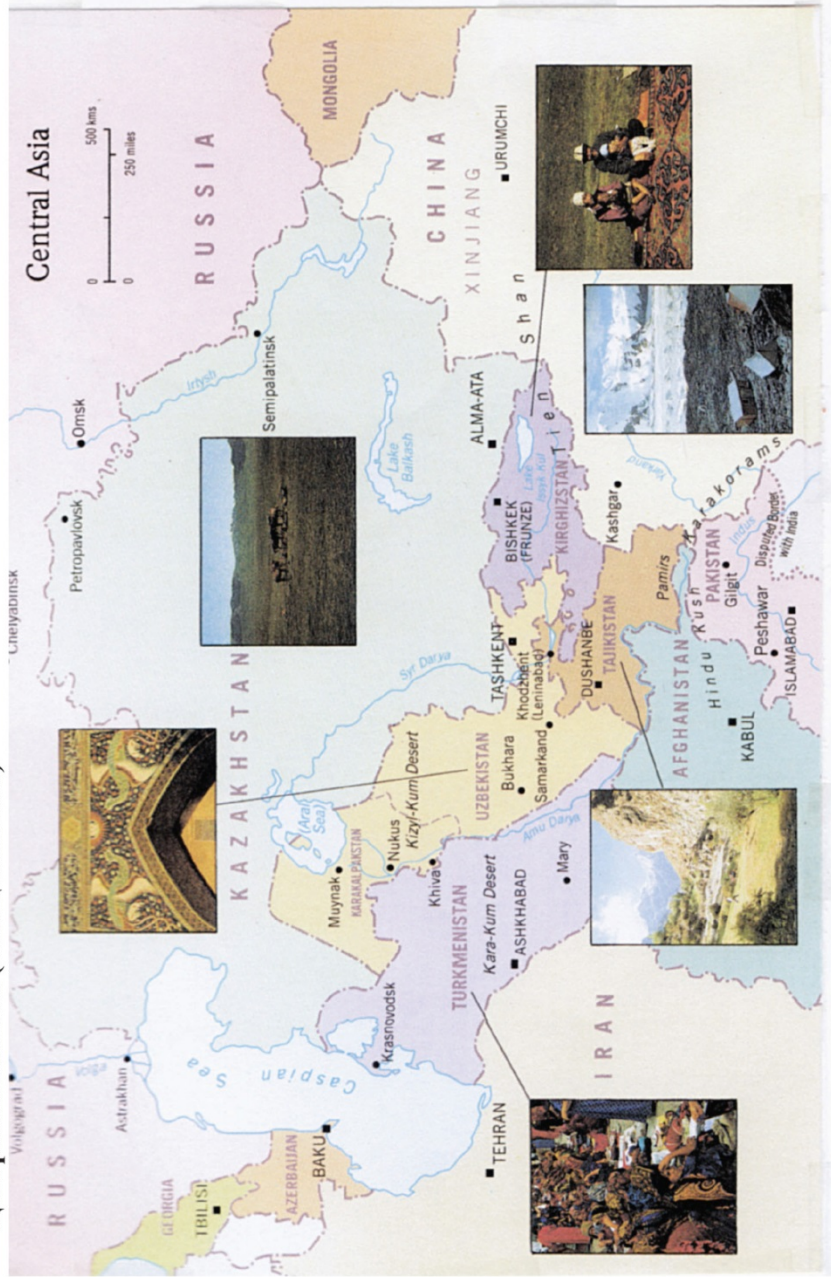 Central Asia
0 500 kms
0 250 miles
RUSSIA
MONGOLIA
CHINA
XINJIANG
URUMCHI
Omsk
Irtysh
Semipalatinsk
Petropavlovsk
Chelyabinsk
KAZAKHSTAN
Lake
Balkash
ALMA-ATA
Tien Shan
BISHKEK
(FRUNZE)
Lake
Issyk Kul
KIRGHIZSTAN
Kashgar
Yarkand
Karakorams
TASHKENT
Khodzhent
(Leninabad)
DUSHANBE
TAJIKISTAN
Pamirs
Syr Darya
(Aral
Sea)
UZBEKISTAN
Bukhara
Samarkand
Kizyl-Kum Desert
Nukus
KARAKALPAKSTAN
Muynak
Khiva
Amu Darya
TURKMENISTAN
Kara-Kum Desert
ASHKHABAD
Mary
AFGHANISTAN
Hindu Rush
KABUL
PAKISTAN
Gilgit
Indus
Disputed Border
with India
Peshawar
ISLAMABAD
IRAN
TEHRAN
Krasnovodsk
Caspian
Sea
Volgograd
Volga
Astrakhan
RUSSIA
GEORGIA
TBILISI
AZERBAIJAN
BAKU